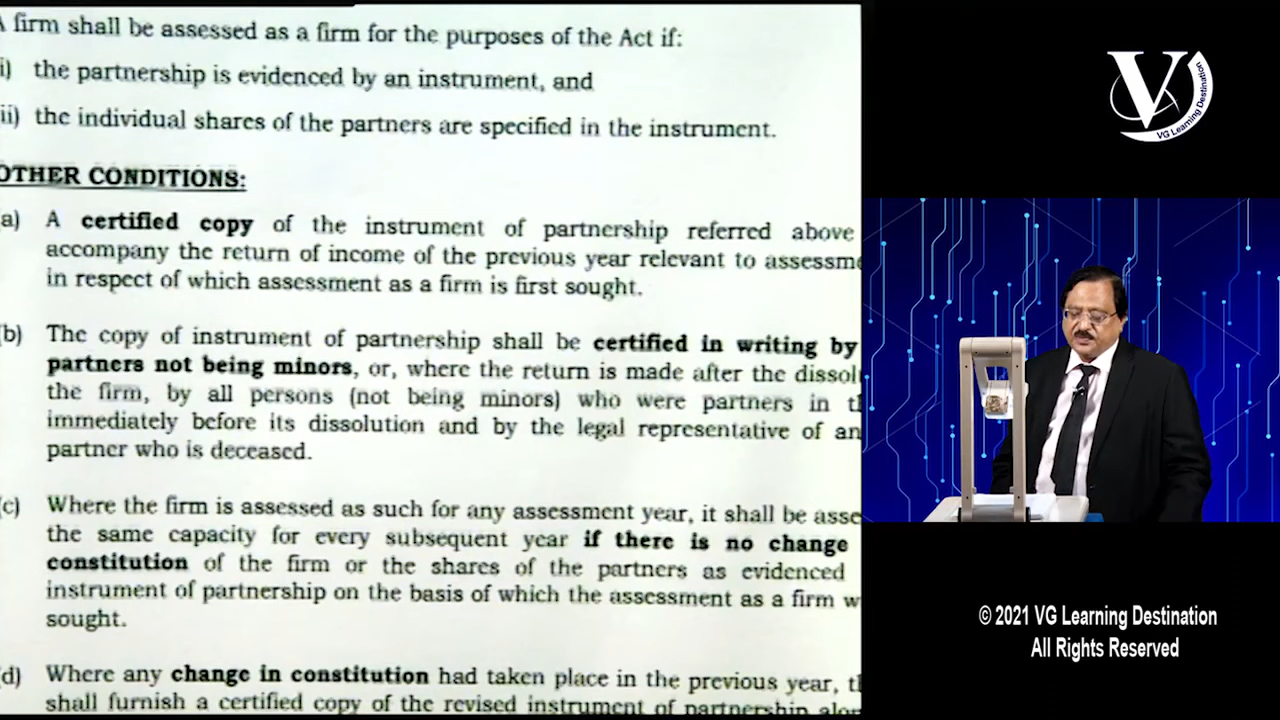 A firm shall be assessed as a firm for the purposes of the Act if:
i) the partnership is evidenced by an instrument, and
ii) the individual shares of the partners are specified in the instrument.
OTHER CONDITIONS:
a) A certified copy of the instrument of partnership referred above
accompany the return of income of the previous year relevant to assessme
in respect of which assessment as a firm is first sought.
(b) The copy of instrument of partnership shall be certified in writing by
partners not being minors, or, where the return is made after the dissol
the firm, by all persons (not being minors) who were partners in th
immediately before its dissolution and by the legal representative of an
partner who is deceased.
(c) Where the firm is assessed as such for any assessment year, it shall be asse
the same capacity for every subsequent year if there is no change
constitution of the firm or the shares of the partners as evidenced
instrument of partnership on the basis of which the assessment as a firm w
sought.
(d) Where any change in constitution had taken place in the previous year, th
shall furnish a certified copy of the revised instrument of partnership alon
V
VG Learning Destination
© 2021 VG Learning Destination
All Rights Reserved